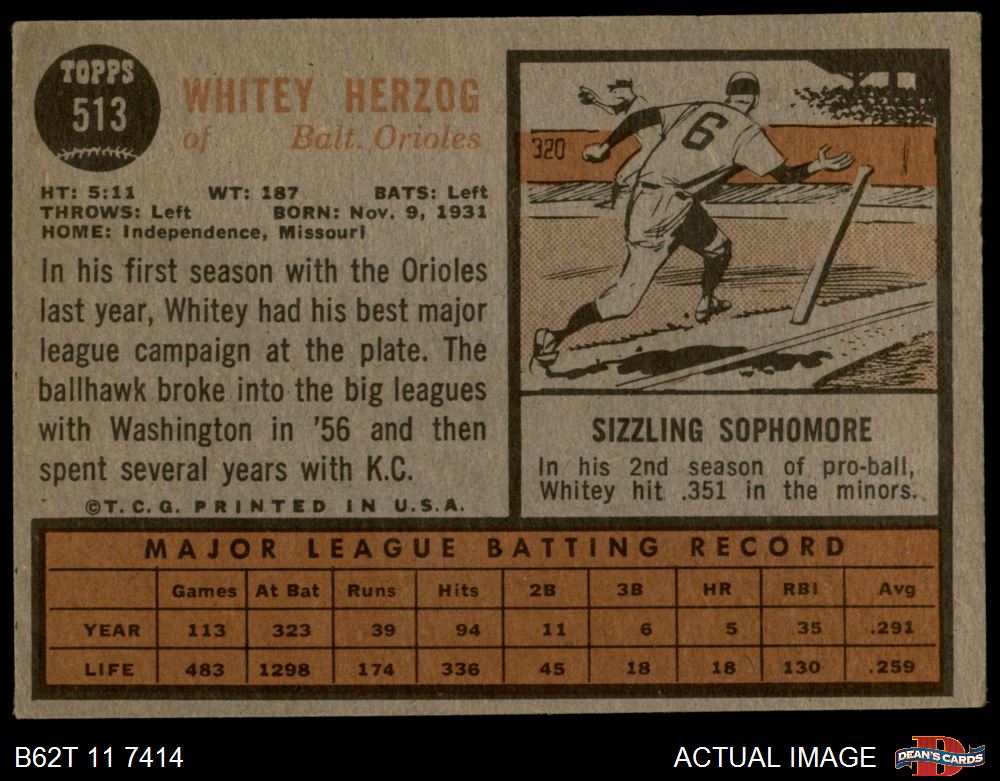 TOPPS
513
WHITEY HERZOG
of Balt. Orioles
HT: 5:11 WT: 187 BATS: Left
THROWS: Left BORN: Nov. 9, 1931
HOME: Independence, Missouri
In his first season with the Orioles
last year, Whitey had his best major
league campaign at the plate. The
ballhawk broke into the big leagues
with Washington in '56 and then
spent several years with K.C.
©T.C.G. PRINTED IN U.S.A.
320
6
SIZZLING SOPHOMORE
In his 2nd season of pro-ball,
Whitey hit .351 in the minors.
MAJOR LEAGUE BATTING RECORD
Games At Bat Runs Hits 2B 3B HR RBI Avg
YEAR 113 323 39 94 11 6 5 35 .291
LIFE 483 1298 174 336 45 18 18 130 .259
B62T 11 7414
ACTUAL IMAGE
D
DEAN'S CARDS